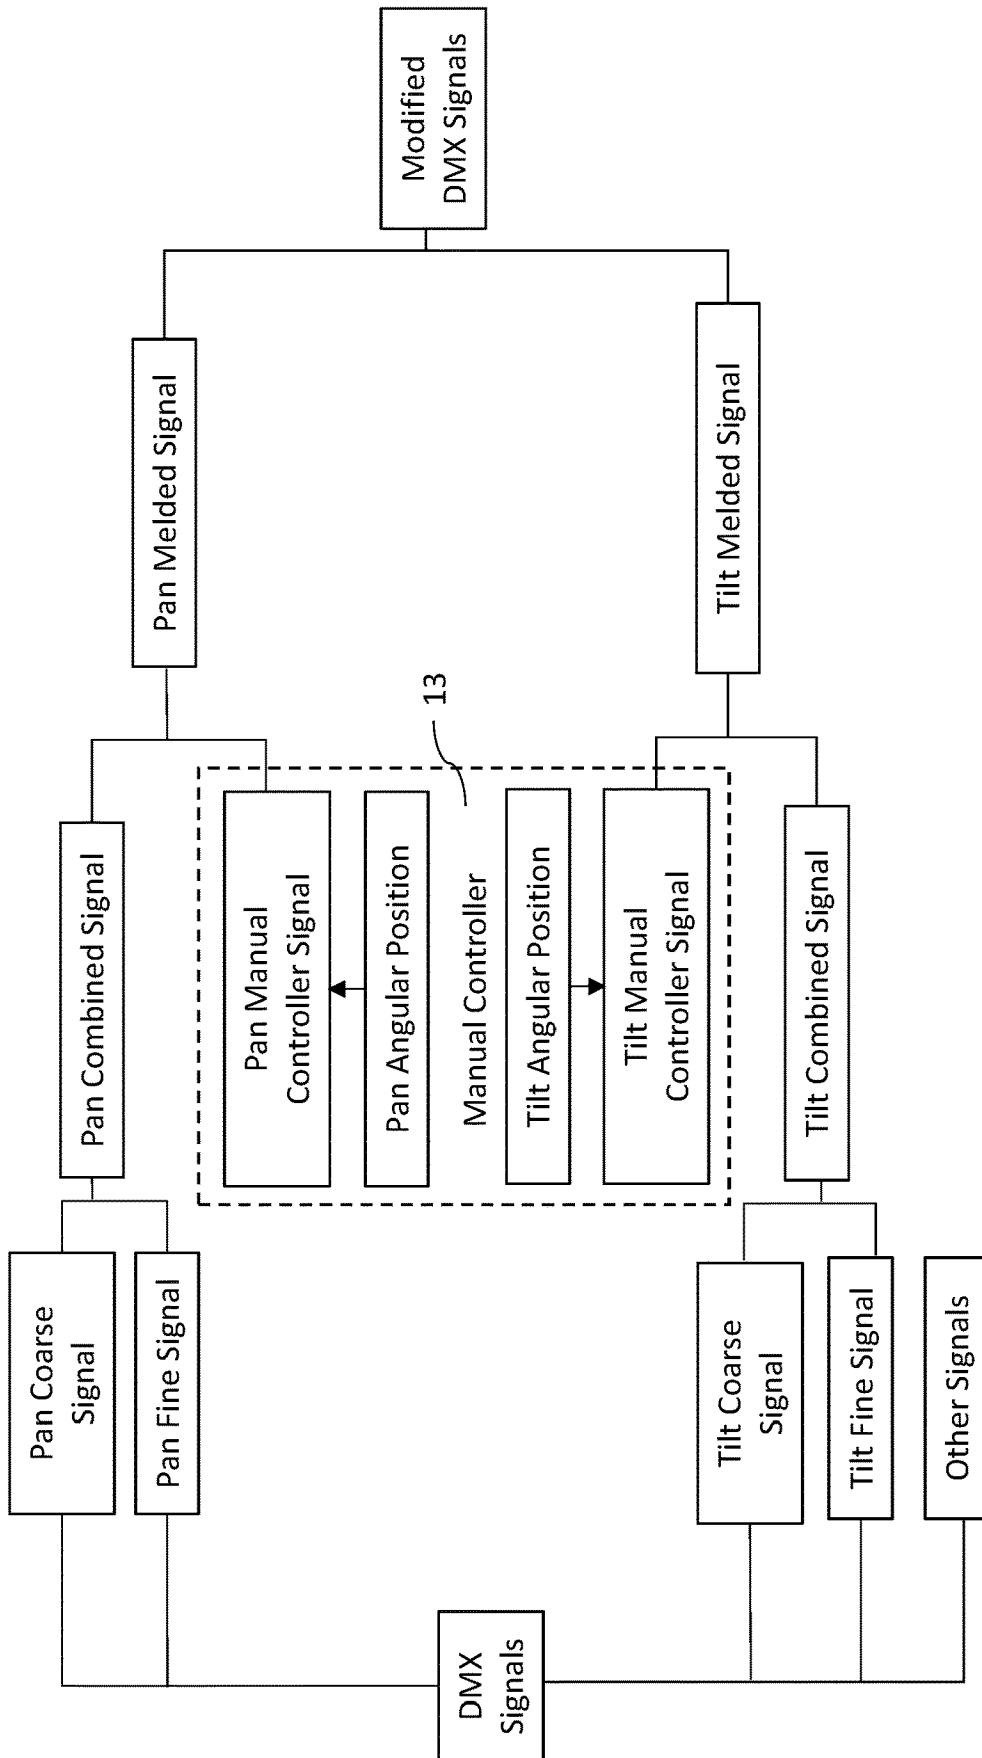 DMX
Signals
Pan Coarse
Signal
Pan Fine Signal
Tilt Coarse
Signal
Tilt Fine Signal
Other Signals
Pan Combined Signal
Pan Manual
Controller Signal
Pan Angular Position
Manual Controller
13
Tilt Angular Position
Tilt Manual
Controller Signal
Tilt Combined Signal
Pan Melded Signal
Tilt Melded Signal
Modified
DMX Signals